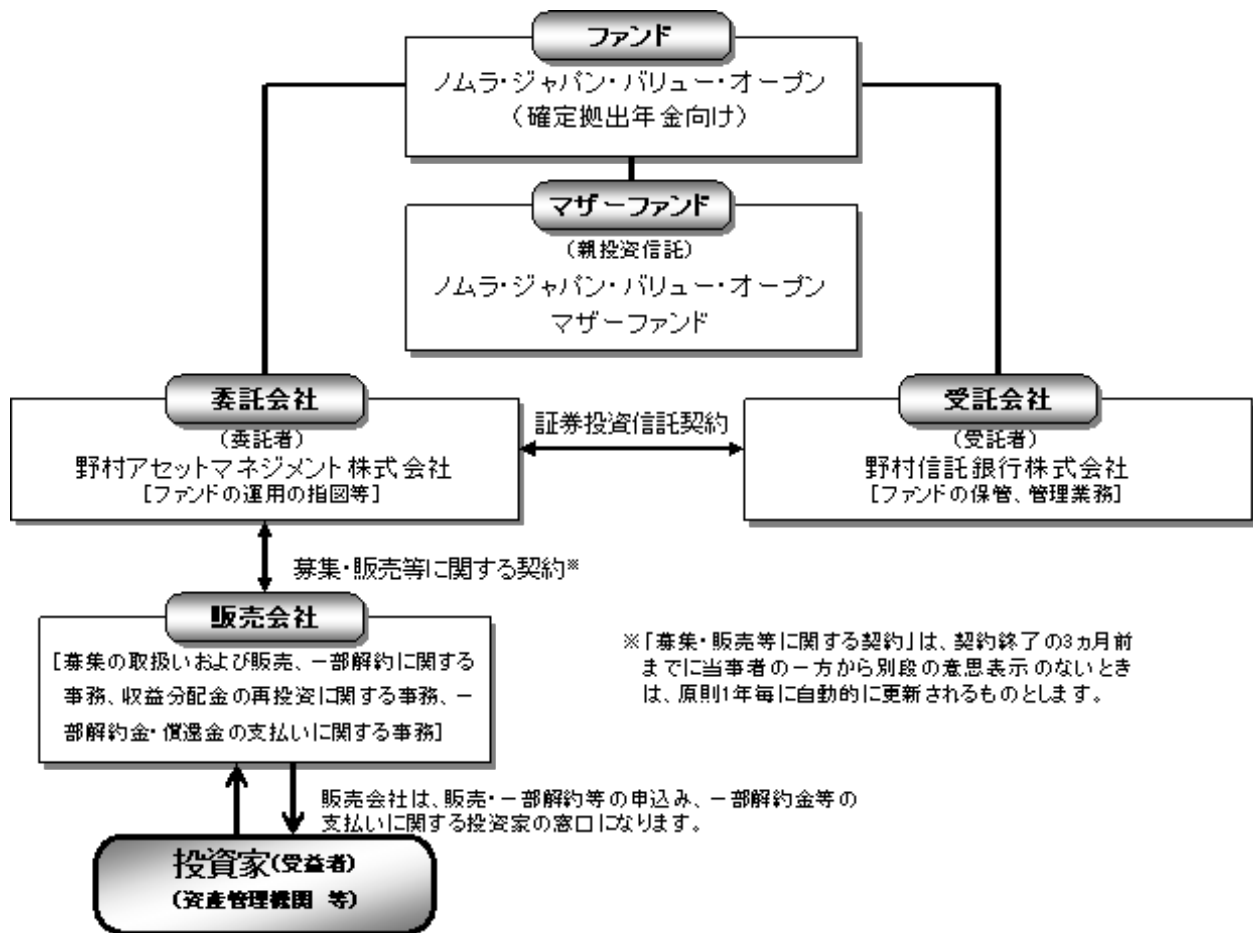 ファンド
ノムラ・ジャパン・バリュー・オープン
（確定拠出年金向け）
マザーファンド
（親投資信託）
ノムラ・ジャパン・バリュー・オープン
マザーファンド
委託会社
（委託者）
野村アセットマネジメント株式会社
[ファンドの運用の指図等]
証券投資信託契約
受託会社
（受託者）
野村信託銀行株式会社
[ファンドの保管、管理業務]
募集・販売等に関する契約※
販売会社
[募集の取扱いおよび販売、一部解約に関する
事務、収益分配金の再投資に関する事務、一
部解約金・償還金の支払いに関する事務]
※「募集・販売等に関する契約」は、契約終了の3ヵ月前
までに当事者の一方から別段の意思表示のないとき
は、原則1年毎に自動的に更新されるものとします。
販売会社は、販売・一部解約等の申込み、一部解約金等の
支払いに関する投資家の窓口になります。
投資家(受益者)
(資産管理機関 等)